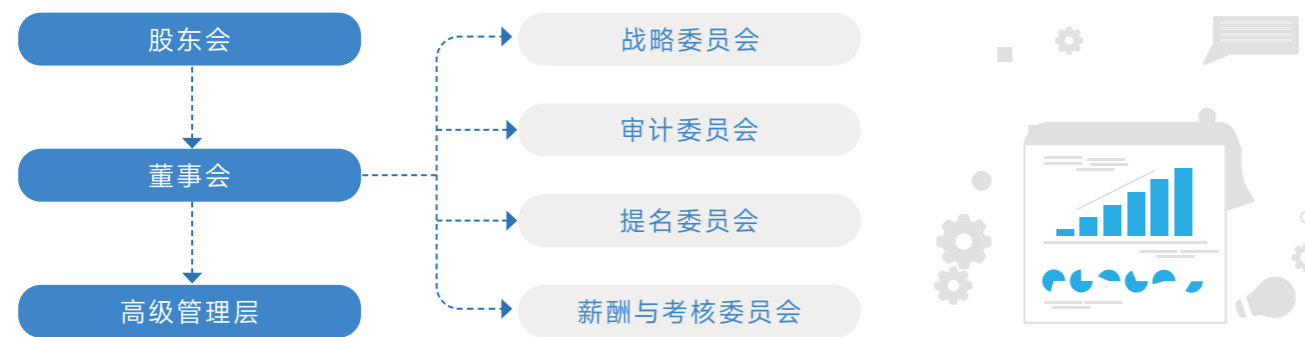 股东会
董事会
高级管理层
战略委员会
审计委员会
提名委员会
薪酬与考核委员会